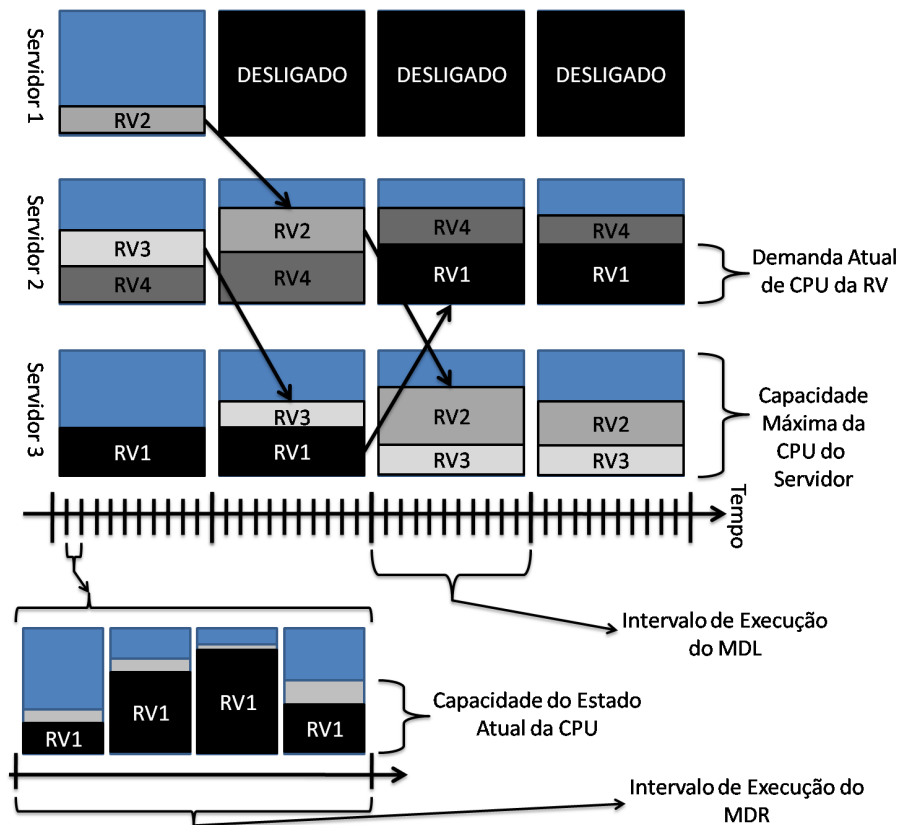 Servidor 1
RV2
DESLIGADO
DESLIGADO
DESLIGADO
Servidor 2
RV3
RV4
RV2
RV4
RV4
RV1
RV4
RV1
Demanda Atual
de CPU da RV
Servidor 3
RV1
RV3
RV1
RV2
RV3
RV2
RV3
Capacidade
Máxima da
CPU do
Servidor
Tempo
Intervalo de Execução
do MDL
RV1
RV1
RV1
RV1
Capacidade do Estado
Atual da CPU
Intervalo de Execução do
MDR